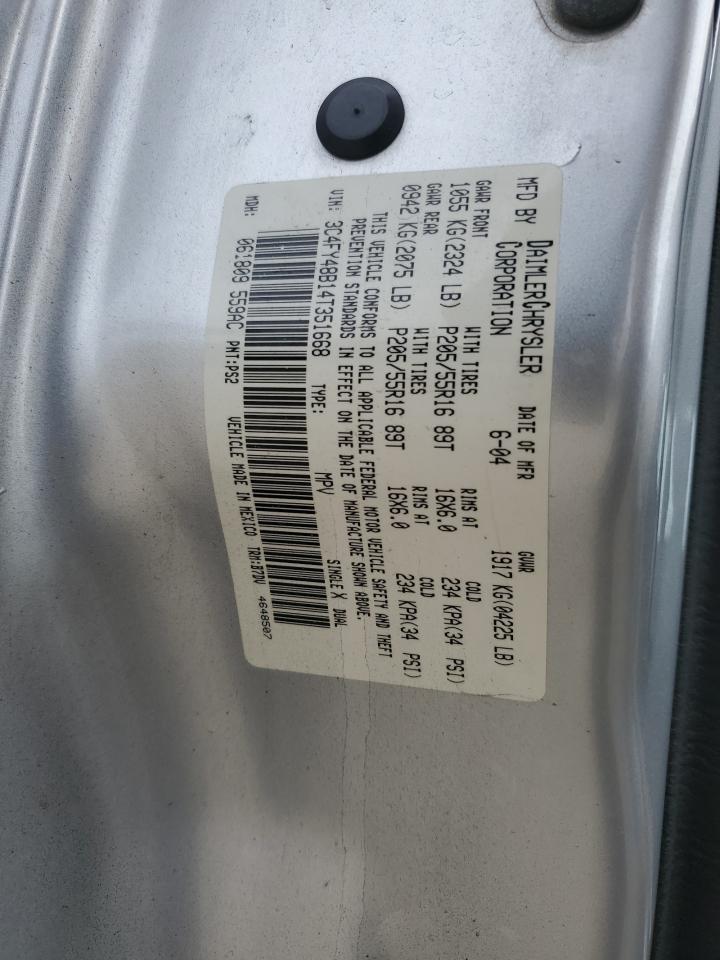 MFD BY DAIMLERCHRYSLER CORPORATION
DATE OF MFR 6-04
GVWR 1917 KG(04225 LB)
GAWR FRONT WITH TIRES RIMS AT COLD
1055 KG(2324 LB) P205/55R16 89T 16X6.0 234 KPA(34 PSI)
GAWR REAR WITH TIRES RIMS AT COLD
0942 KG(2075 LB) P205/55R16 89T 16X6.0 234 KPA(34 PSI)
THIS VEHICLE CONFORMS TO ALL APPLICABLE FEDERAL MOTOR VEHICLE SAFETY AND THEFT
PREVENTION STANDARDS IN EFFECT ON THE DATE OF MANUFACTURE SHOWN ABOVE.
VIN: 3C4FY48B14T351668 TYPE: MPV SINGLE X DUAL
MDH: 061809 559AC PNT:PS2 VEHICLE MADE IN MEXICO TRM:B7DV 4648507